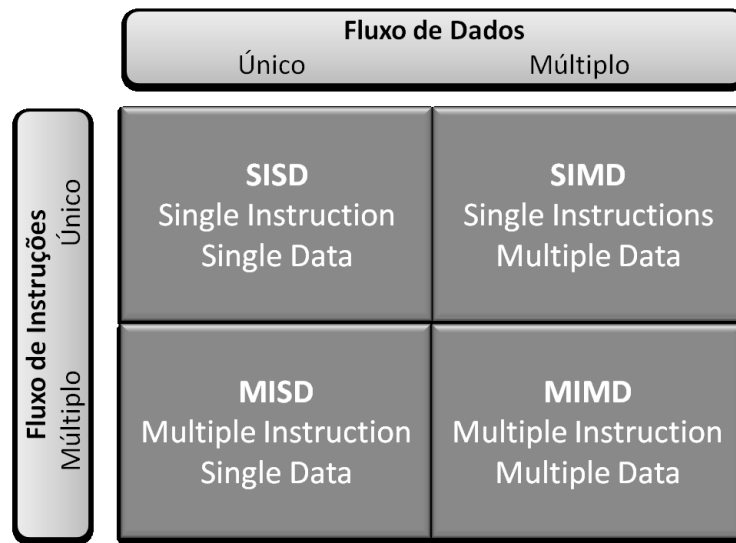 Fluxo de Dados
Único Múltiplo
Fluxo de Instruções
Único
Múltiplo
SISD
Single Instruction
Single Data
SIMD
Single Instructions
Multiple Data
MISD
Multiple Instruction
Single Data
MIMD
Multiple Instruction
Multiple Data